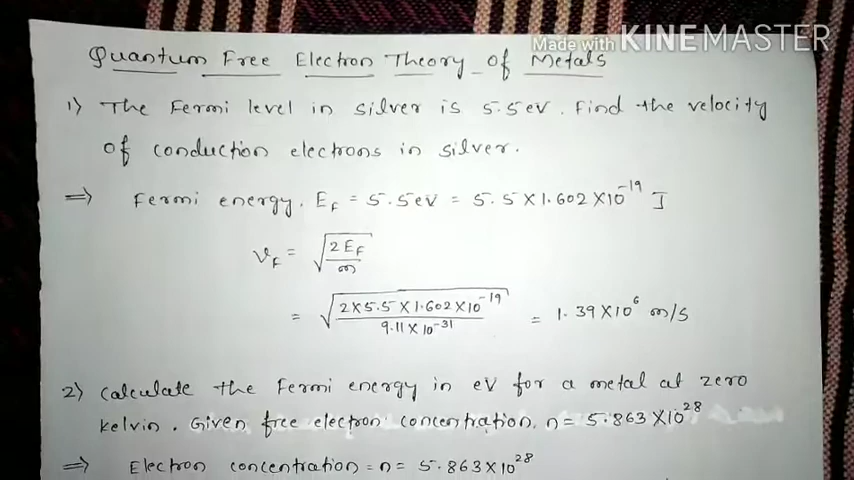 Made with KINEMASTER
Quantum Free Electron Theory of Metals
1) The Fermi level in silver is 5.5eV. Find the velocity
of conduction electrons in silver.
⇒ Fermi energy, E_F = 5.5eV = 5.5 × 1.602 × 10^-19 J
v_F = √(2 E_F / m)
= √(2 × 5.5 × 1.602 × 10^-19 / 9.11 × 10^-31) = 1.39 × 10^6 m/s
2) Calculate the Fermi energy in eV for a metal at zero
kelvin. Given free electron concentration, n = 5.863 × 10^28
⇒ Electron concentration = n = 5.863 × 10^28